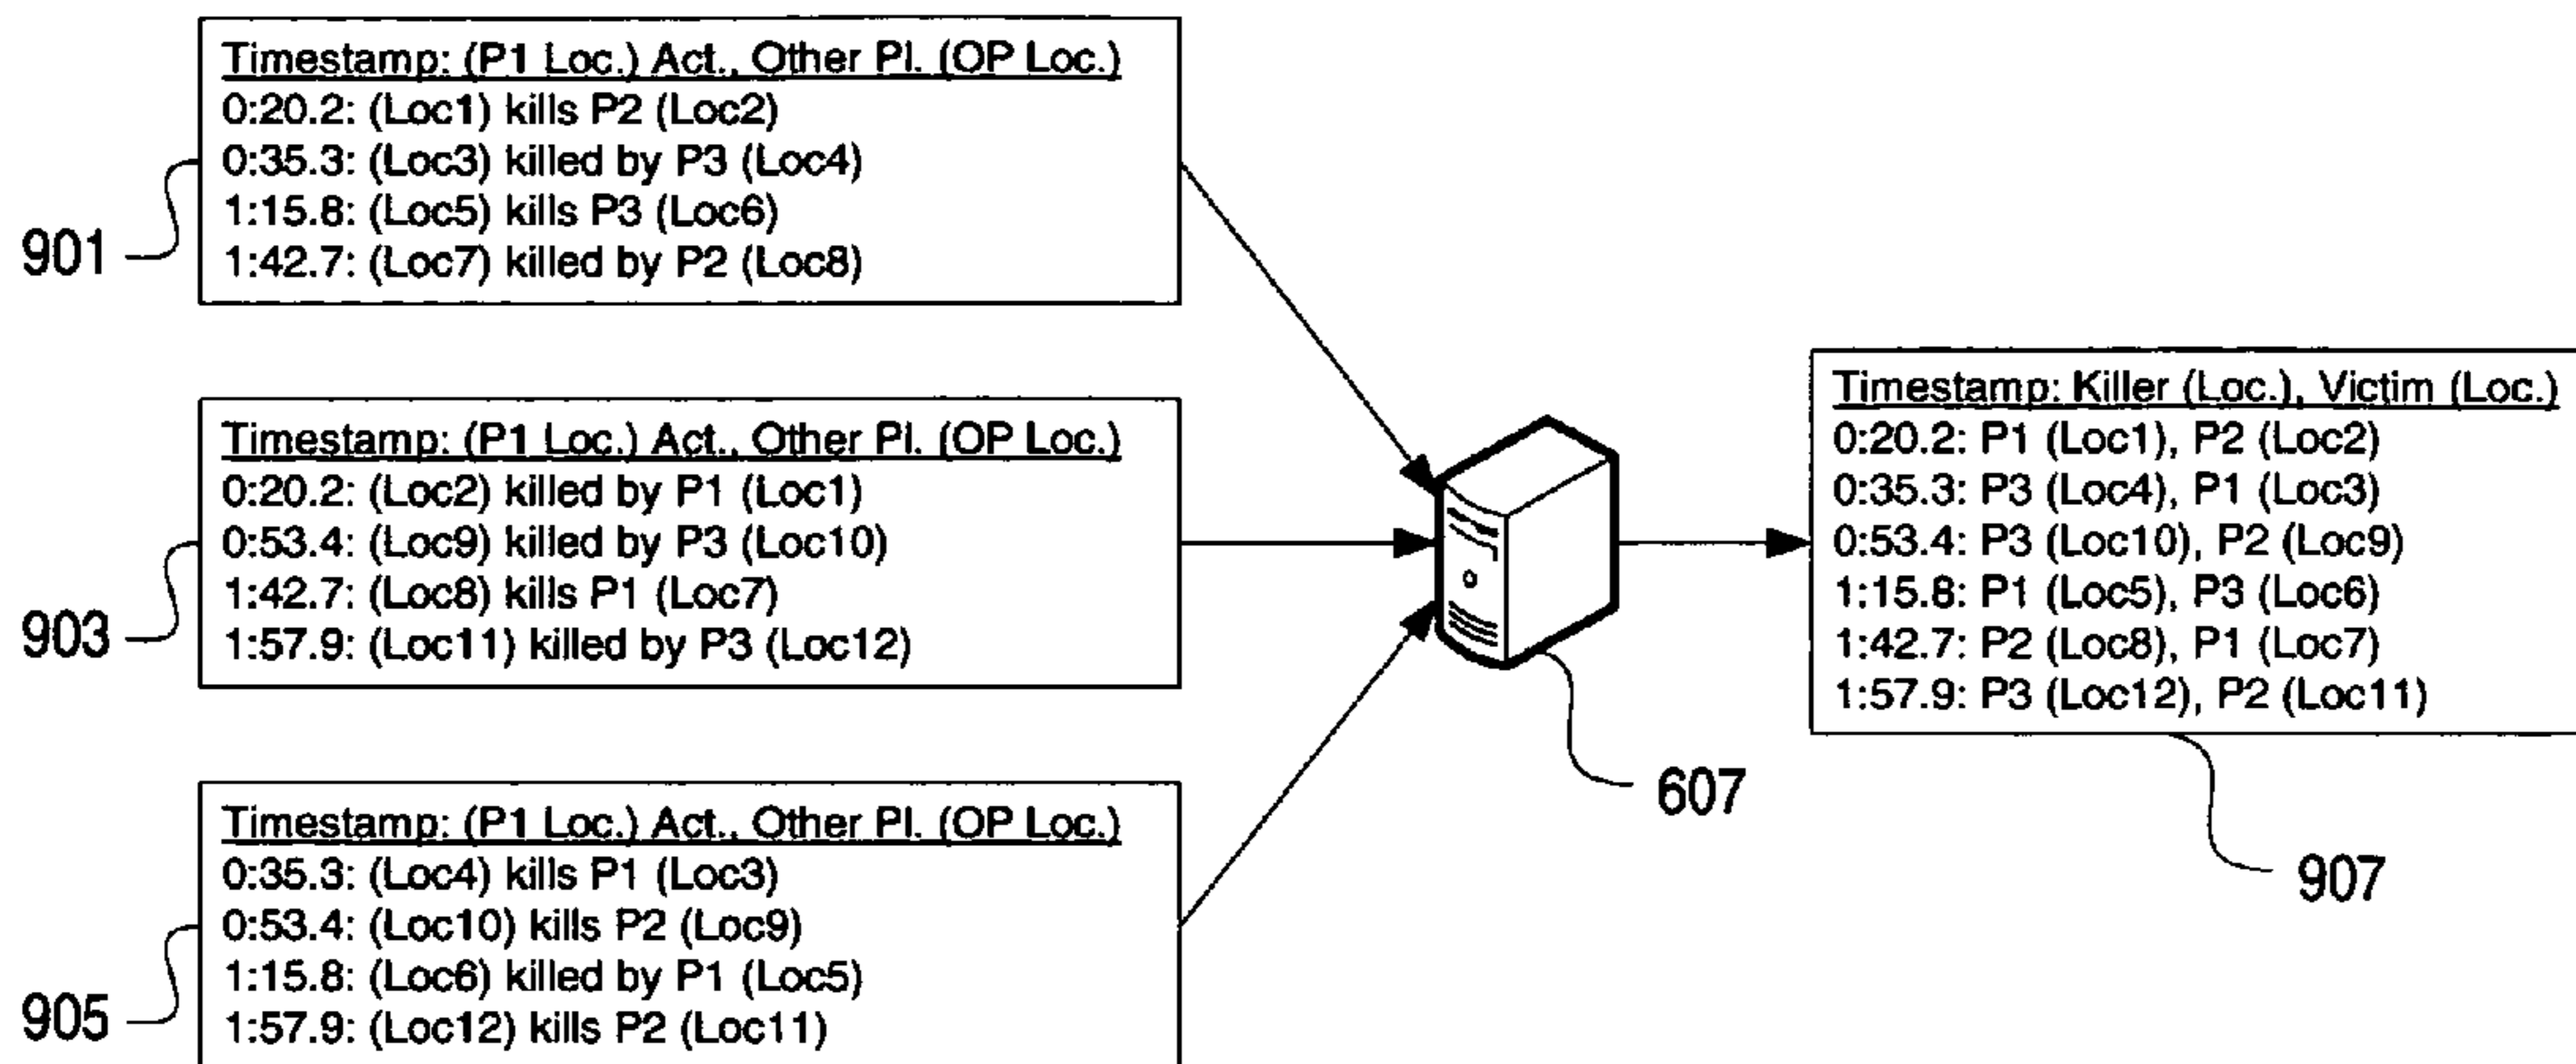 Timestamp: (P1 Loc.) Act., Other Pl. (OP Loc.)
0:20.2: (Loc1) kills P2 (Loc2)
0:35.3: (Loc3) killed by P3 (Loc4)
1:15.8: (Loc5) kills P3 (Loc6)
1:42.7: (Loc7) killed by P2 (Loc8)
901
Timestamp: (P1 Loc.) Act., Other Pl. (OP Loc.)
0:20.2: (Loc2) killed by P1 (Loc1)
0:53.4: (Loc9) killed by P3 (Loc10)
1:42.7: (Loc8) kills P1 (Loc7)
1:57.9: (Loc11) killed by P3 (Loc12)
903
Timestamp: (P1 Loc.) Act., Other Pl. (OP Loc.)
0:35.3: (Loc4) kills P1 (Loc3)
0:53.4: (Loc10) kills P2 (Loc9)
1:15.8: (Loc6) killed by P1 (Loc5)
1:57.9: (Loc12) kills P2 (Loc11)
905
607
Timestamp: Killer (Loc.), Victim (Loc.)
0:20.2: P1 (Loc1), P2 (Loc2)
0:35.3: P3 (Loc4), P1 (Loc3)
0:53.4: P3 (Loc10), P2 (Loc9)
1:15.8: P1 (Loc5), P3 (Loc6)
1:42.7: P2 (Loc8), P1 (Loc7)
1:57.9: P3 (Loc12), P2 (Loc11)
907